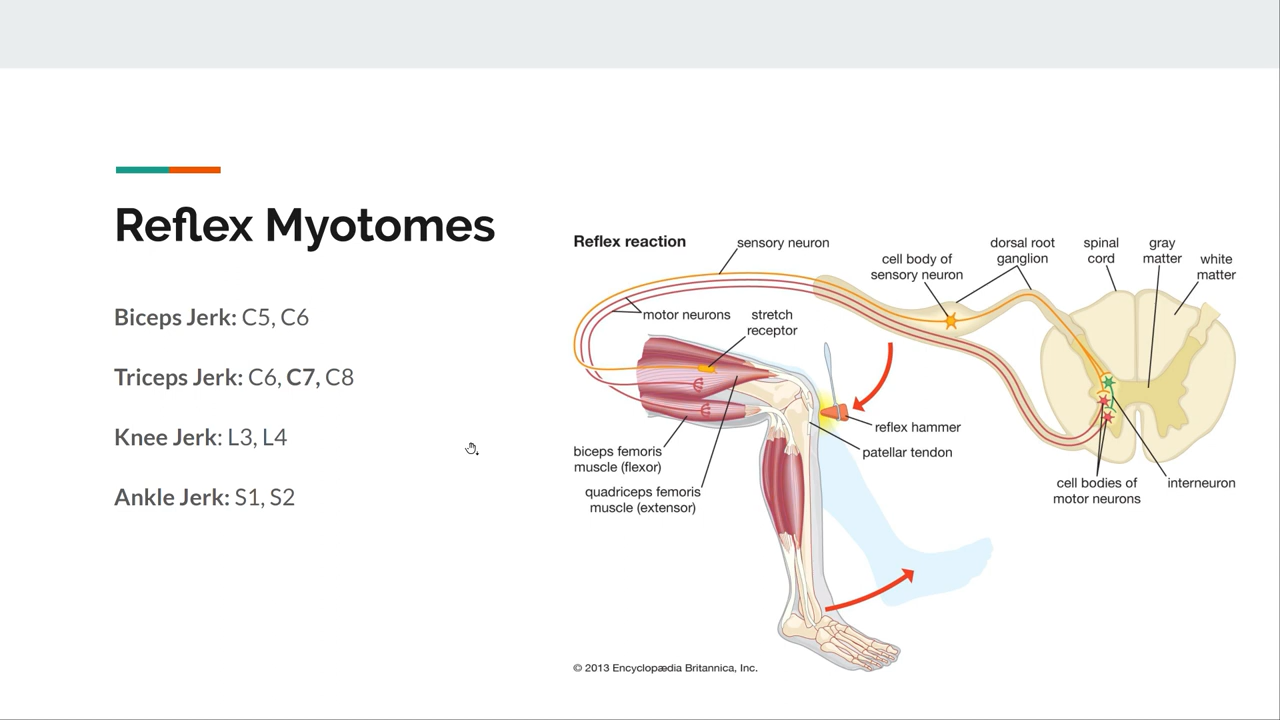 Reflex Myotomes
Biceps Jerk: C5, C6
Triceps Jerk: C6, C7, C8
Knee Jerk: L3, L4
Ankle Jerk: S1, S2
Reflex reaction
sensory neuron
cell body of
sensory neuron
dorsal root
ganglion
spinal
cord
gray
matter
white
matter
motor neurons
stretch
receptor
reflex hammer
patellar tendon
biceps femoris
muscle (flexor)
quadriceps femoris
muscle (extensor)
cell bodies of
motor neurons
interneuron
© 2013 Encyclopædia Britannica, Inc.